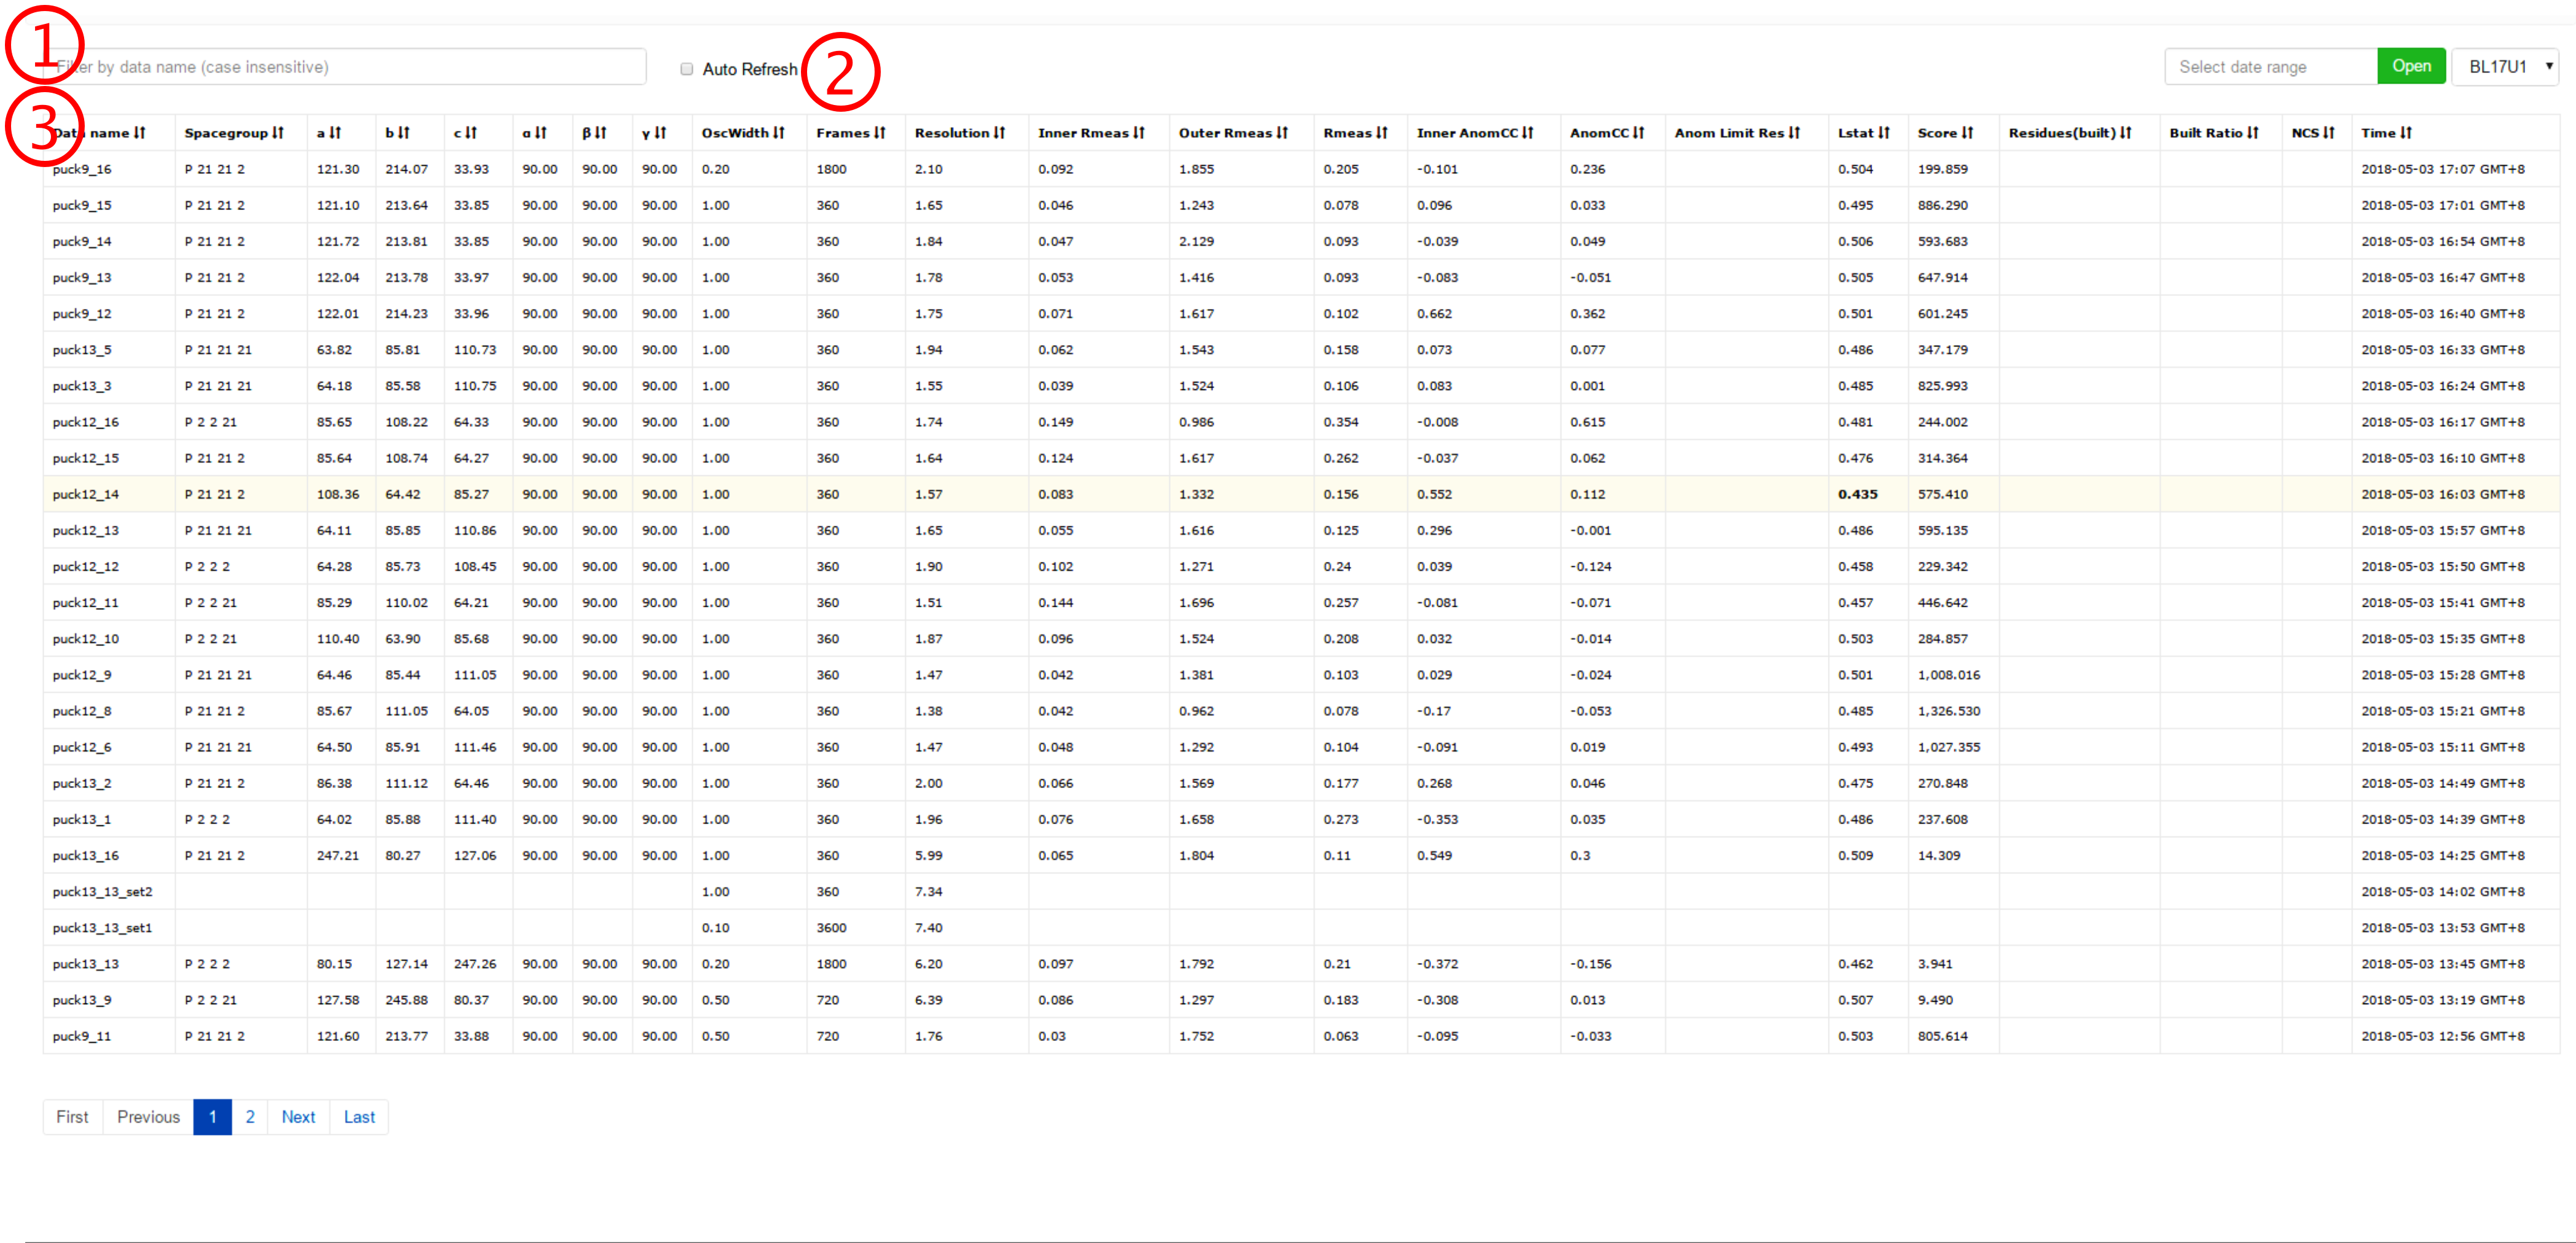 ①
Filter by data name (case insensitive) Auto Refresh ② Select date range Open BL17U1
③
Data name Spacegroup a b c α β γ OscWidth Frames Resolution Inner Rmeas Outer Rmeas Rmeas Inner AnomCC AnomCC Anom Limit Res Lstat Score Residues(built) Built Ratio NCS Time
puck9_16 P 21 21 2 121.30 214.07 33.93 90.00 90.00 90.00 0.20 1800 2.10 0.092 1.855 0.205 -0.101 0.236 0.504 199.859 2018-05-03 17:07 GMT+8
puck9_15 P 21 21 2 121.10 213.64 33.85 90.00 90.00 90.00 1.00 360 1.65 0.046 1.243 0.078 0.096 0.033 0.495 886.290 2018-05-03 17:01 GMT+8
puck9_14 P 21 21 2 121.72 213.81 33.85 90.00 90.00 90.00 1.00 360 1.84 0.047 2.129 0.093 -0.039 0.049 0.506 593.683 2018-05-03 16:54 GMT+8
puck9_13 P 21 21 2 122.04 213.78 33.97 90.00 90.00 90.00 1.00 360 1.78 0.053 1.416 0.093 -0.083 -0.051 0.505 647.914 2018-05-03 16:47 GMT+8
puck9_12 P 21 21 2 122.01 214.23 33.96 90.00 90.00 90.00 1.00 360 1.75 0.071 1.617 0.102 0.662 0.362 0.501 601.245 2018-05-03 16:40 GMT+8
puck13_5 P 21 21 21 63.82 85.81 110.73 90.00 90.00 90.00 1.00 360 1.94 0.062 1.543 0.158 0.073 0.077 0.486 347.179 2018-05-03 16:33 GMT+8
puck13_3 P 21 21 21 64.18 85.58 110.75 90.00 90.00 90.00 1.00 360 1.55 0.039 1.524 0.106 0.083 0.001 0.485 825.993 2018-05-03 16:24 GMT+8
puck12_16 P 2 2 21 85.65 108.22 64.33 90.00 90.00 90.00 1.00 360 1.74 0.149 0.986 0.354 -0.008 0.615 0.481 244.002 2018-05-03 16:17 GMT+8
puck12_15 P 21 21 2 85.64 108.74 64.27 90.00 90.00 90.00 1.00 360 1.64 0.124 1.617 0.262 -0.037 0.062 0.476 314.364 2018-05-03 16:10 GMT+8
puck12_14 P 21 21 2 108.36 64.42 85.27 90.00 90.00 90.00 1.00 360 1.57 0.083 1.332 0.156 0.552 0.112 0.435 575.410 2018-05-03 16:03 GMT+8
puck12_13 P 21 21 21 64.11 85.85 110.86 90.00 90.00 90.00 1.00 360 1.65 0.055 1.616 0.125 0.296 -0.001 0.486 595.135 2018-05-03 15:57 GMT+8
puck12_12 P 2 2 2 64.28 85.73 108.45 90.00 90.00 90.00 1.00 360 1.90 0.102 1.271 0.24 0.039 -0.124 0.458 229.342 2018-05-03 15:50 GMT+8
puck12_11 P 2 2 21 85.29 110.02 64.21 90.00 90.00 90.00 1.00 360 1.51 0.144 1.696 0.257 -0.081 -0.071 0.457 446.642 2018-05-03 15:41 GMT+8
puck12_10 P 2 2 21 110.40 63.90 85.68 90.00 90.00 90.00 1.00 360 1.87 0.096 1.524 0.208 0.032 -0.014 0.503 284.857 2018-05-03 15:35 GMT+8
puck12_9 P 21 21 21 64.46 85.44 111.05 90.00 90.00 90.00 1.00 360 1.47 0.042 1.381 0.103 0.029 -0.024 0.501 1,008.016 2018-05-03 15:28 GMT+8
puck12_8 P 21 21 2 85.67 111.05 64.05 90.00 90.00 90.00 1.00 360 1.38 0.042 0.962 0.078 -0.17 -0.053 0.485 1,326.530 2018-05-03 15:21 GMT+8
puck12_6 P 21 21 21 64.50 85.91 111.46 90.00 90.00 90.00 1.00 360 1.47 0.048 1.292 0.104 -0.091 0.019 0.493 1,027.355 2018-05-03 15:11 GMT+8
puck13_2 P 21 21 2 86.38 111.12 64.46 90.00 90.00 90.00 1.00 360 2.00 0.066 1.569 0.177 0.268 0.046 0.475 270.848 2018-05-03 14:49 GMT+8
puck13_1 P 2 2 2 64.02 85.88 111.40 90.00 90.00 90.00 1.00 360 1.96 0.076 1.658 0.273 -0.353 0.035 0.486 237.608 2018-05-03 14:39 GMT+8
puck13_16 P 21 21 2 247.21 80.27 127.06 90.00 90.00 90.00 1.00 360 5.99 0.065 1.804 0.11 0.549 0.3 0.509 14.309 2018-05-03 14:25 GMT+8
puck13_13_set2 1.00 360 7.34 2018-05-03 14:02 GMT+8
puck13_13_set1 0.10 3600 7.40 2018-05-03 13:53 GMT+8
puck13_13 P 2 2 2 80.15 127.14 247.26 90.00 90.00 90.00 0.20 1800 6.20 0.097 1.792 0.21 -0.372 -0.156 0.462 3.941 2018-05-03 13:45 GMT+8
puck13_9 P 2 2 21 127.58 245.88 80.37 90.00 90.00 90.00 0.50 720 6.39 0.086 1.297 0.183 -0.308 0.013 0.507 9.490 2018-05-03 13:19 GMT+8
puck9_11 P 21 21 2 121.60 213.77 33.88 90.00 90.00 90.00 0.50 720 1.76 0.03 1.752 0.063 -0.095 -0.033 0.503 805.614 2018-05-03 12:56 GMT+8
First Previous 1 2 Next Last